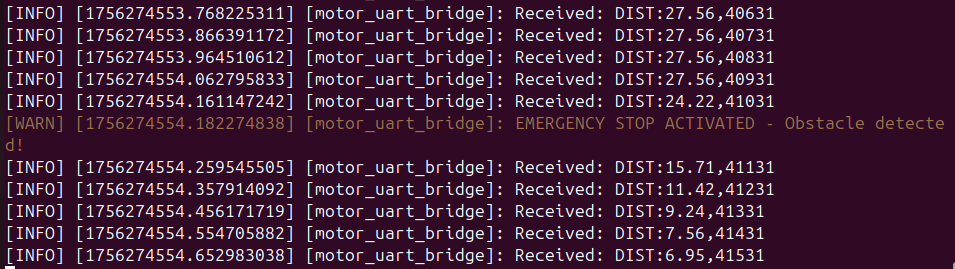 [INFO] [1756274553.768225311] [motor_uart_bridge]: Received: DIST:27.56,40631
[INFO] [1756274553.866391172] [motor_uart_bridge]: Received: DIST:27.56,40731
[INFO] [1756274553.964510612] [motor_uart_bridge]: Received: DIST:27.56,40831
[INFO] [1756274554.062795833] [motor_uart_bridge]: Received: DIST:27.56,40931
[INFO] [1756274554.161147242] [motor_uart_bridge]: Received: DIST:24.22,41031
[WARN] [1756274554.182274838] [motor_uart_bridge]: EMERGENCY STOP ACTIVATED - Obstacle detecte
d!
[INFO] [1756274554.259545505] [motor_uart_bridge]: Received: DIST:15.71,41131
[INFO] [1756274554.357914092] [motor_uart_bridge]: Received: DIST:11.42,41231
[INFO] [1756274554.456171719] [motor_uart_bridge]: Received: DIST:9.24,41331
[INFO] [1756274554.554705882] [motor_uart_bridge]: Received: DIST:7.56,41431
[INFO] [1756274554.652983038] [motor_uart_bridge]: Received: DIST:6.95,41531